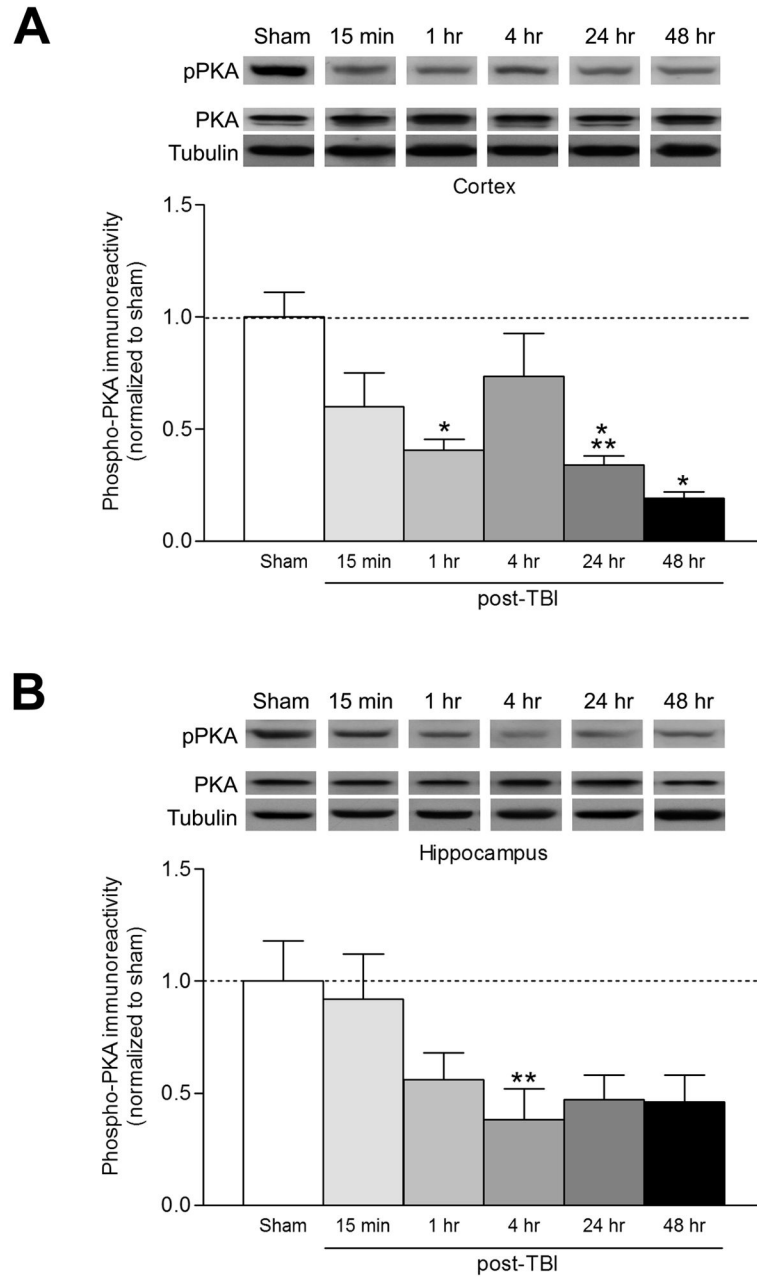 A
Sham 15 min 1 hr 4 hr 24 hr 48 hr
pPKA
PKA
Tubulin
Cortex
Phospho-PKA immunoreactivity
(normalized to sham)
1.5
1.0
0.5
0.0
*
*
**
*
Sham 15 min 1 hr 4 hr 24 hr 48 hr
post-TBI
B
Sham 15 min 1 hr 4 hr 24 hr 48 hr
pPKA
PKA
Tubulin
Hippocampus
Phospho-PKA immunoreactivity
(normalized to sham)
1.5
1.0
0.5
0.0
**
Sham 15 min 1 hr 4 hr 24 hr 48 hr
post-TBI